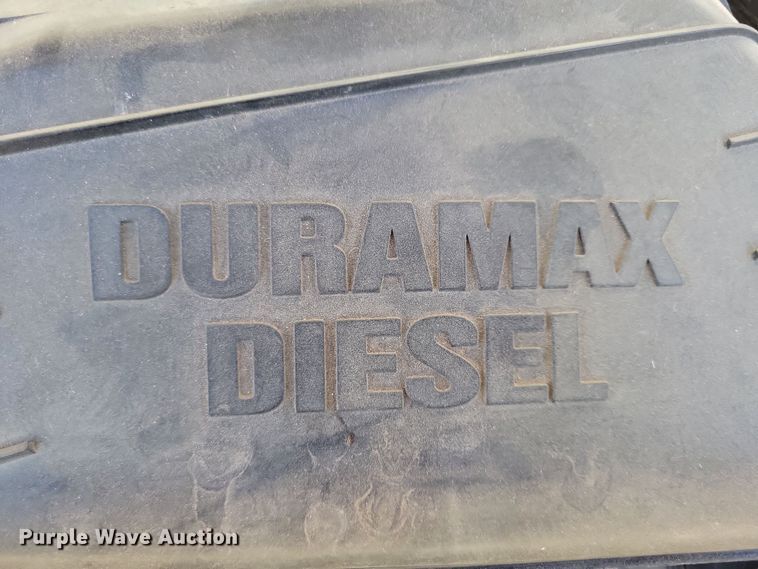 DURAMAX
DIESEL
Purple Wave Auction